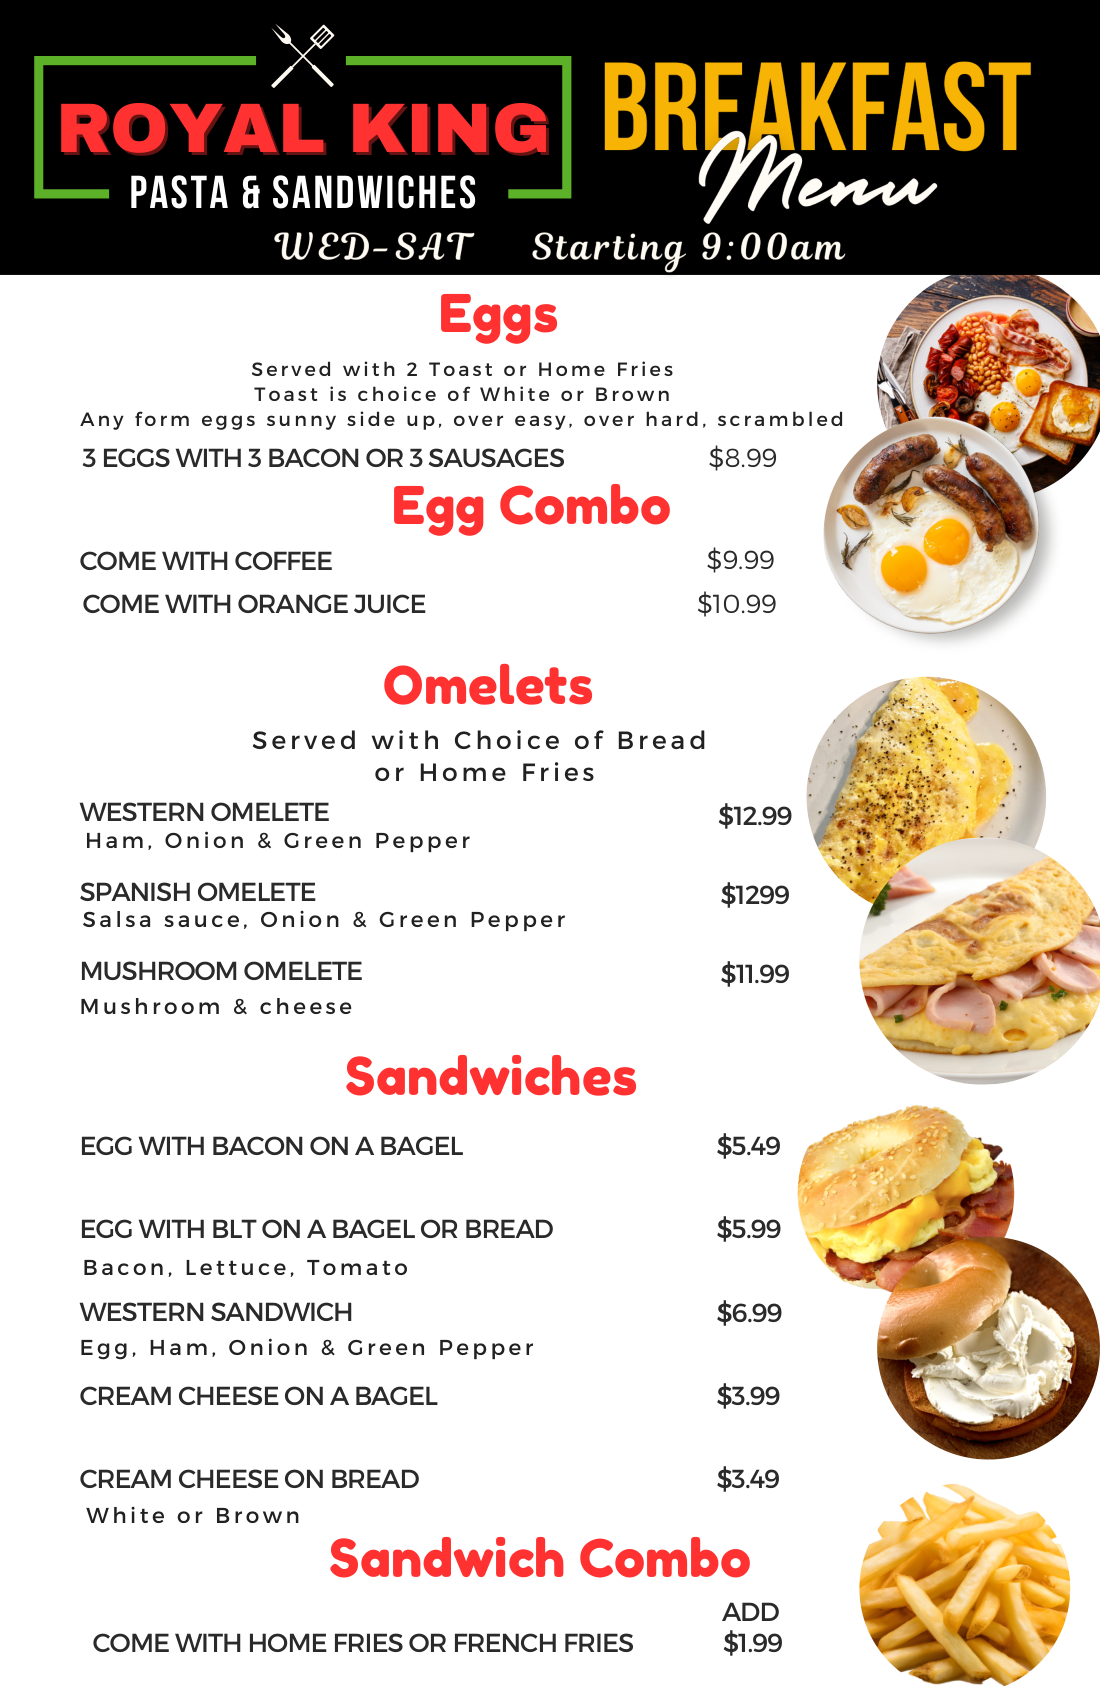 ROYAL KING
PASTA & SANDWICHES
BREAKFAST
Menu
WED-SAT Starting 9:00am
Eggs
Served with 2 Toast or Home Fries
Toast is choice of White or Brown
Any form eggs sunny side up, over easy, over hard, scrambled
3 EGGS WITH 3 BACON OR 3 SAUSAGES $8.99
Egg Combo
COME WITH COFFEE $9.99
COME WITH ORANGE JUICE $10.99
Omelets
Served with Choice of Bread
or Home Fries
WESTERN OMELETE $12.99
Ham, Onion & Green Pepper
SPANISH OMELETE $1299
Salsa sauce, Onion & Green Pepper
MUSHROOM OMELETE $11.99
Mushroom & cheese
Sandwiches
EGG WITH BACON ON A BAGEL $5.49
EGG WITH BLT ON A BAGEL OR BREAD $5.99
Bacon, Lettuce, Tomato
WESTERN SANDWICH $6.99
Egg, Ham, Onion & Green Pepper
CREAM CHEESE ON A BAGEL $3.99
CREAM CHEESE ON BREAD $3.49
White or Brown
Sandwich Combo
ADD
COME WITH HOME FRIES OR FRENCH FRIES $1.99